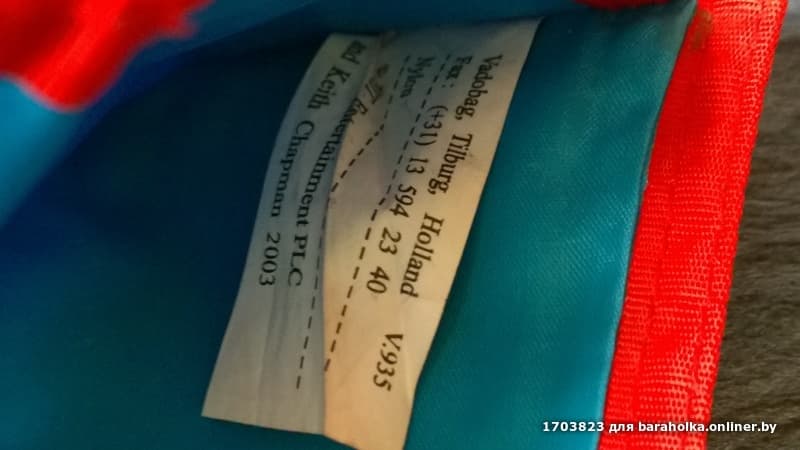 Vadobag, Tilburg, Holland
Fax: (+31) 13 594 23 40 V.935
Nylon
Entertainment PLC
Keith Chapman 2003
1703823 для baraholka.onliner.by